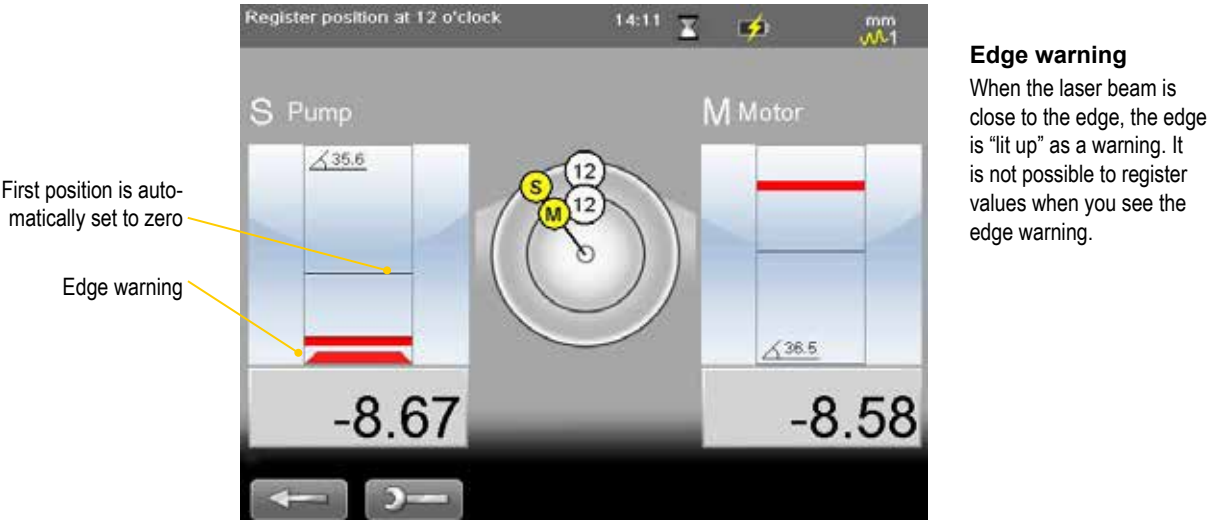 Register position at 12 o'clock
14:11
mm
1
S Pump
M Motor
35.6
12
S
12
M
36.5
-8.67
-8.58
First position is auto-
matically set to zero
Edge warning
Edge warning
When the laser beam is
close to the edge, the edge
is “lit up” as a warning. It
is not possible to register
values when you see the
edge warning.